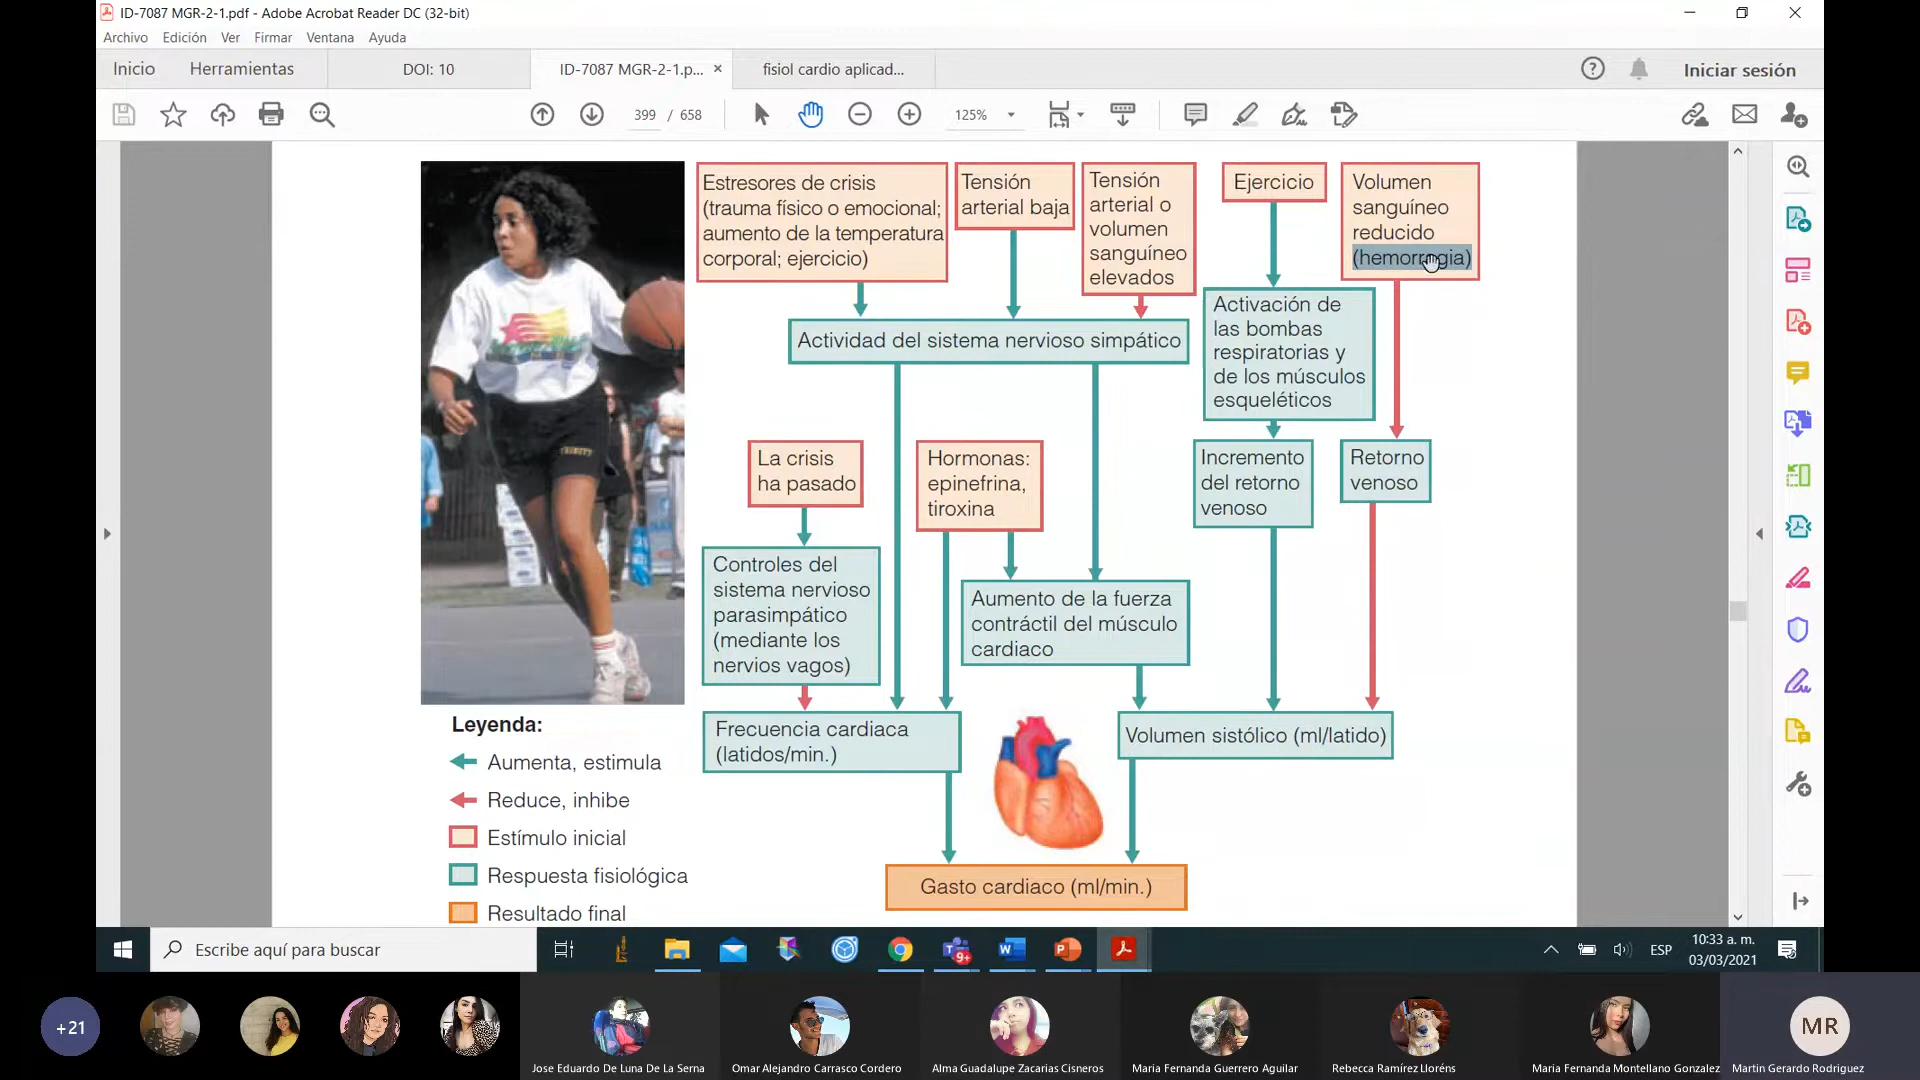 ID-7087 MGR-2-1.pdf - Adobe Acrobat Reader DC (32-bit)
Archivo Edición Ver Firmar Ventana Ayuda
Inicio Herramientas DOI: 10 ID-7087 MGR-2-1.p... × fisiol cardio aplicad... Iniciar sesión
399 / 658 125%
Estresores de crisis
(trauma físico o emocional;
aumento de la temperatura
corporal; ejercicio)
Tensión
arterial baja
Tensión
arterial o
volumen
sanguíneo
elevados
Ejercicio
Volumen
sanguíneo
reducido
(hemorragia)
Actividad del sistema nervioso simpático
Activación de
las bombas
respiratorias y
de los músculos
esqueléticos
La crisis
ha pasado
Hormonas:
epinefrina,
tiroxina
Incremento
del retorno
venoso
Retorno
venoso
Controles del
sistema nervioso
parasimpático
(mediante los
nervios vagos)
Aumento de la fuerza
contráctil del músculo
cardiaco
Frecuencia cardiaca
(latidos/min.)
Volumen sistólico (ml/latido)
Gasto cardiaco (ml/min.)
Leyenda:
Aumenta, estimula
Reduce, inhibe
Estímulo inicial
Respuesta fisiológica
Resultado final
Escribe aquí para buscar
9+
ESP
10:33 a. m.
03/03/2021
+21
MR
Jose Eduardo De Luna De La Serna
Omar Alejandro Carrasco Cordero
Alma Guadalupe Zacarias Cisneros
Maria Fernanda Guerrero Aguilar
Rebecca Ramírez Lloréns
Maria Fernanda Montellano Gonzalez
Martin Gerardo Rodriguez